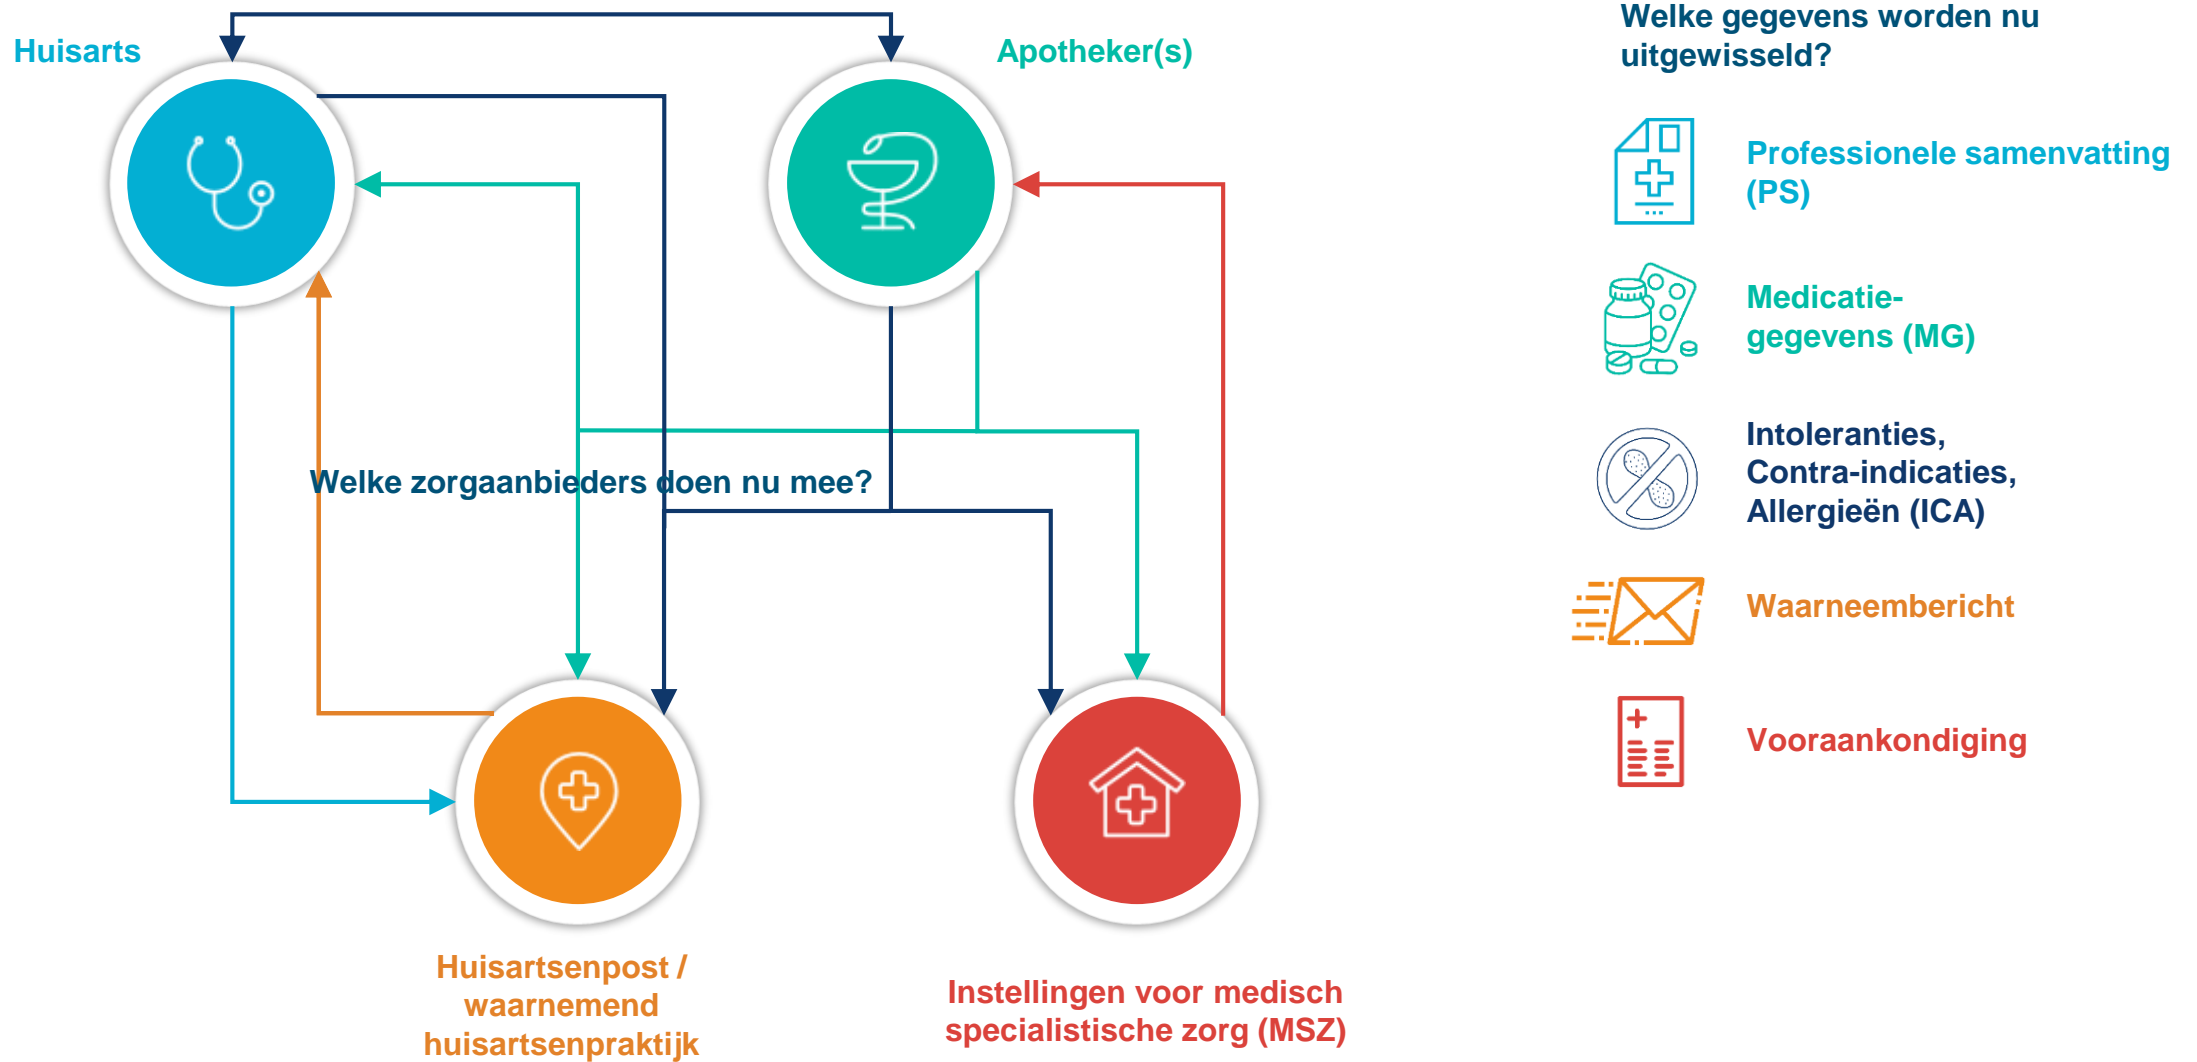 Huisarts
Apotheker(s)
Welke zorgaanbieders doen nu mee?
Huisartsenpost /
waarnemend
huisartsenpraktijk
Instellingen voor medisch
specialistische zorg (MSZ)
Welke gegevens worden nu
uitgewisseld?
Professionele samenvatting
(PS)
Medicatie-
gegevens (MG)
Intoleranties,
Contra-indicaties,
Allergieën (ICA)
Waarneembericht
Vooraankondiging